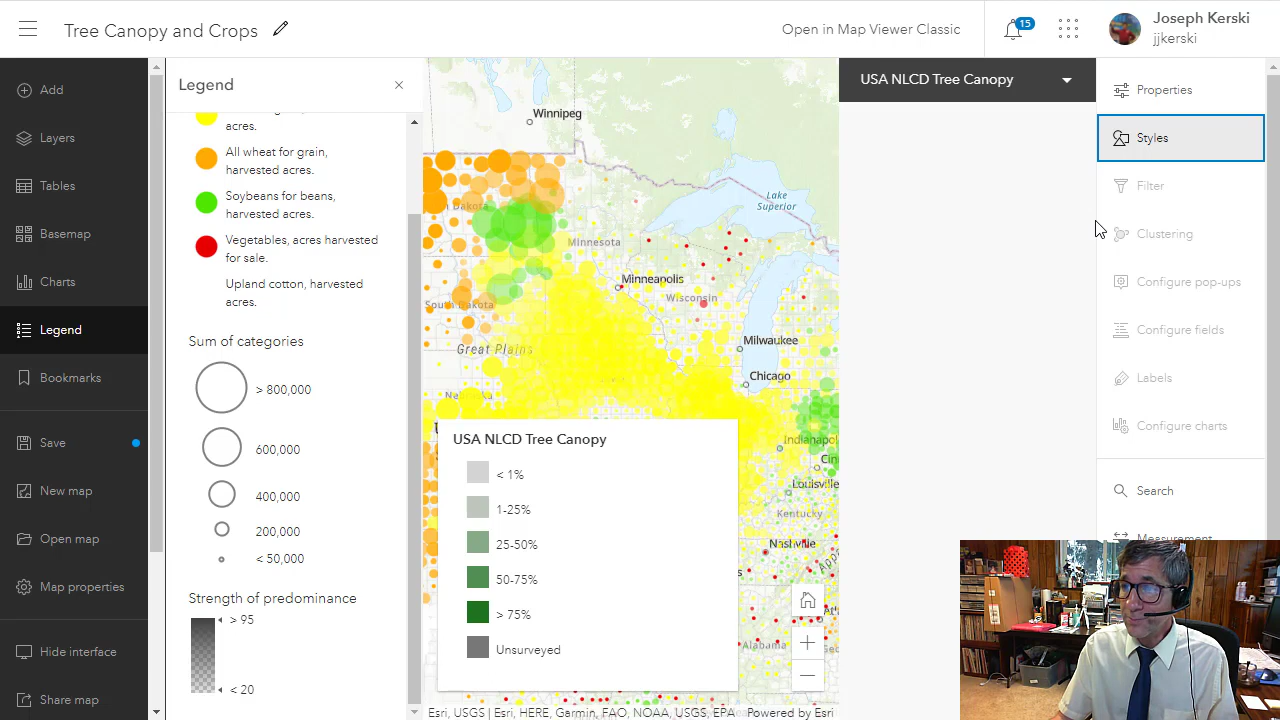 Tree Canopy and Crops
Open in Map Viewer Classic
15
Joseph Kerski
jjkerski
Add
Layers
Tables
Basemap
Charts
Legend
Bookmarks
Save
New map
Open map
Map properties
Hide interface
Share map
Legend
acres.
All wheat for grain,
harvested acres.
Soybeans for beans,
harvested acres.
Vegetables, acres harvested
for sale.
Upland cotton, harvested
acres.
Sum of categories
> 800,000
600,000
400,000
200,000
< 50,000
Strength of predominance
> 95
< 20
Winnipeg
Lake
Superior
Minnesota
Minneapolis
Wisconsin
South Dakota
Great Plains
Milwaukee
Chicago
Nebraska
Indianapol
Cin
Louisville
Kentucky
Nashville
Alabama
USA NLCD Tree Canopy
< 1%
1-25%
25-50%
50-75%
> 75%
Unsurveyed
Esri, USGS | Esri, HERE, Garmin, FAO, NOAA, USGS, EPA
Powered by Esri
USA NLCD Tree Canopy
Properties
Styles
Filter
Clustering
Configure pop-ups
Configure fields
Labels
Configure charts
Search
Measurement